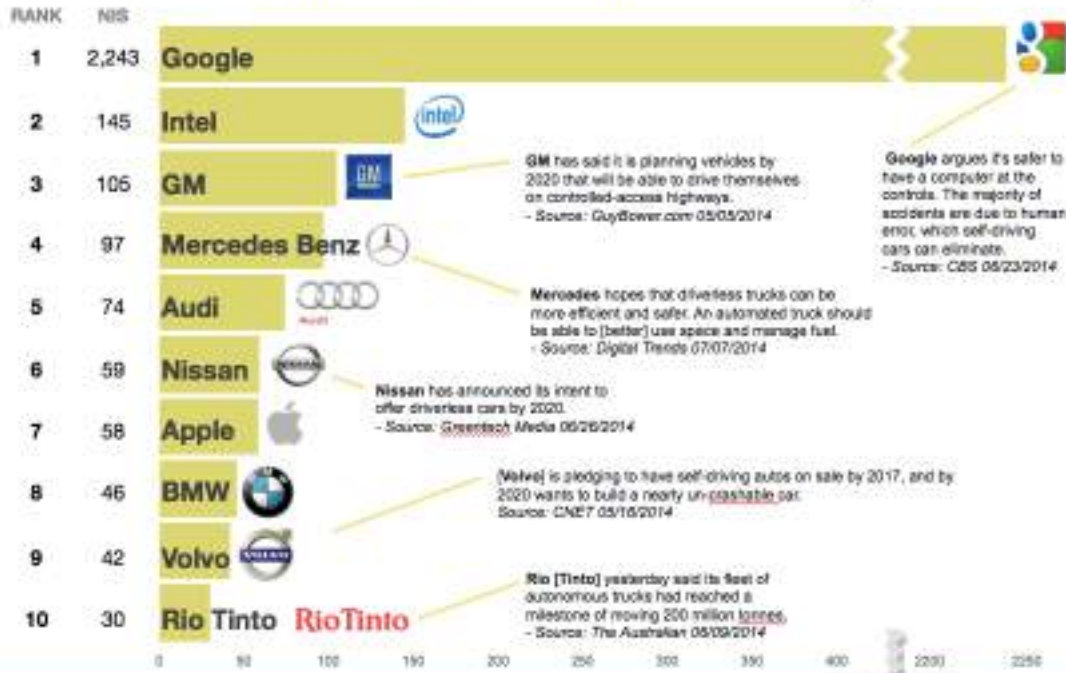 RANK NIS
1 2,243 Google
2 145 Intel
intel
3 105 GM
GM
GM has said it is planning vehicles by
2020 that will be able to drive themselves
on controlled-access highways.
- Source: GuyBower.com 05/05/2014
Google argues it's safer to
have a computer at the
controls. The majority of
accidents are due to human
error, which self-driving
cars can eliminate.
- Source: CBS 06/23/2014
4 97 Mercedes Benz
Mercedes hopes that driverless trucks can be
more efficient and safer. An automated truck should
be able to [better] use space and manage fuel.
- Source: Digital Trends 07/07/2014
5 74 Audi
Audi
6 59 Nissan
NISSAN
Nissan has announced its intent to
offer driverless cars by 2020.
- Source: Greentech Media 06/26/2014
7 58 Apple
8 46 BMW
[Volvo] is pledging to have self-driving autos on sale by 2017, and by
2020 wants to build a nearly un-crashable car.
Source: CNET 05/16/2014
9 42 Volvo
VOLVO
10 30 Rio Tinto
RioTinto
Rio [Tinto] yesterday said its fleet of
autonomous trucks had reached a
milestone of moving 200 million tonnes.
- Source: The Australian 06/09/2014
0 50 100 150 200 250 300 350 400 2200 2250